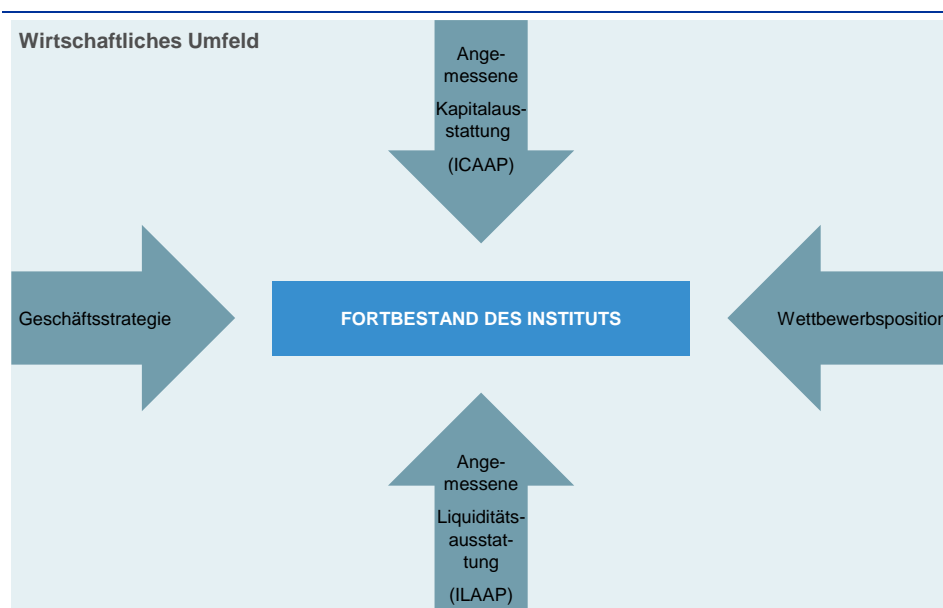 Wirtschaftliches Umfeld
Ange-
messene
Kapitalaus-
stattung
(ICAAP)
Geschäftsstrategie
FORTBESTAND DES INSTITUTS
Wettbewerbsposition
Ange-
messene
Liquiditäts-
ausstat-
tung
(ILAAP)